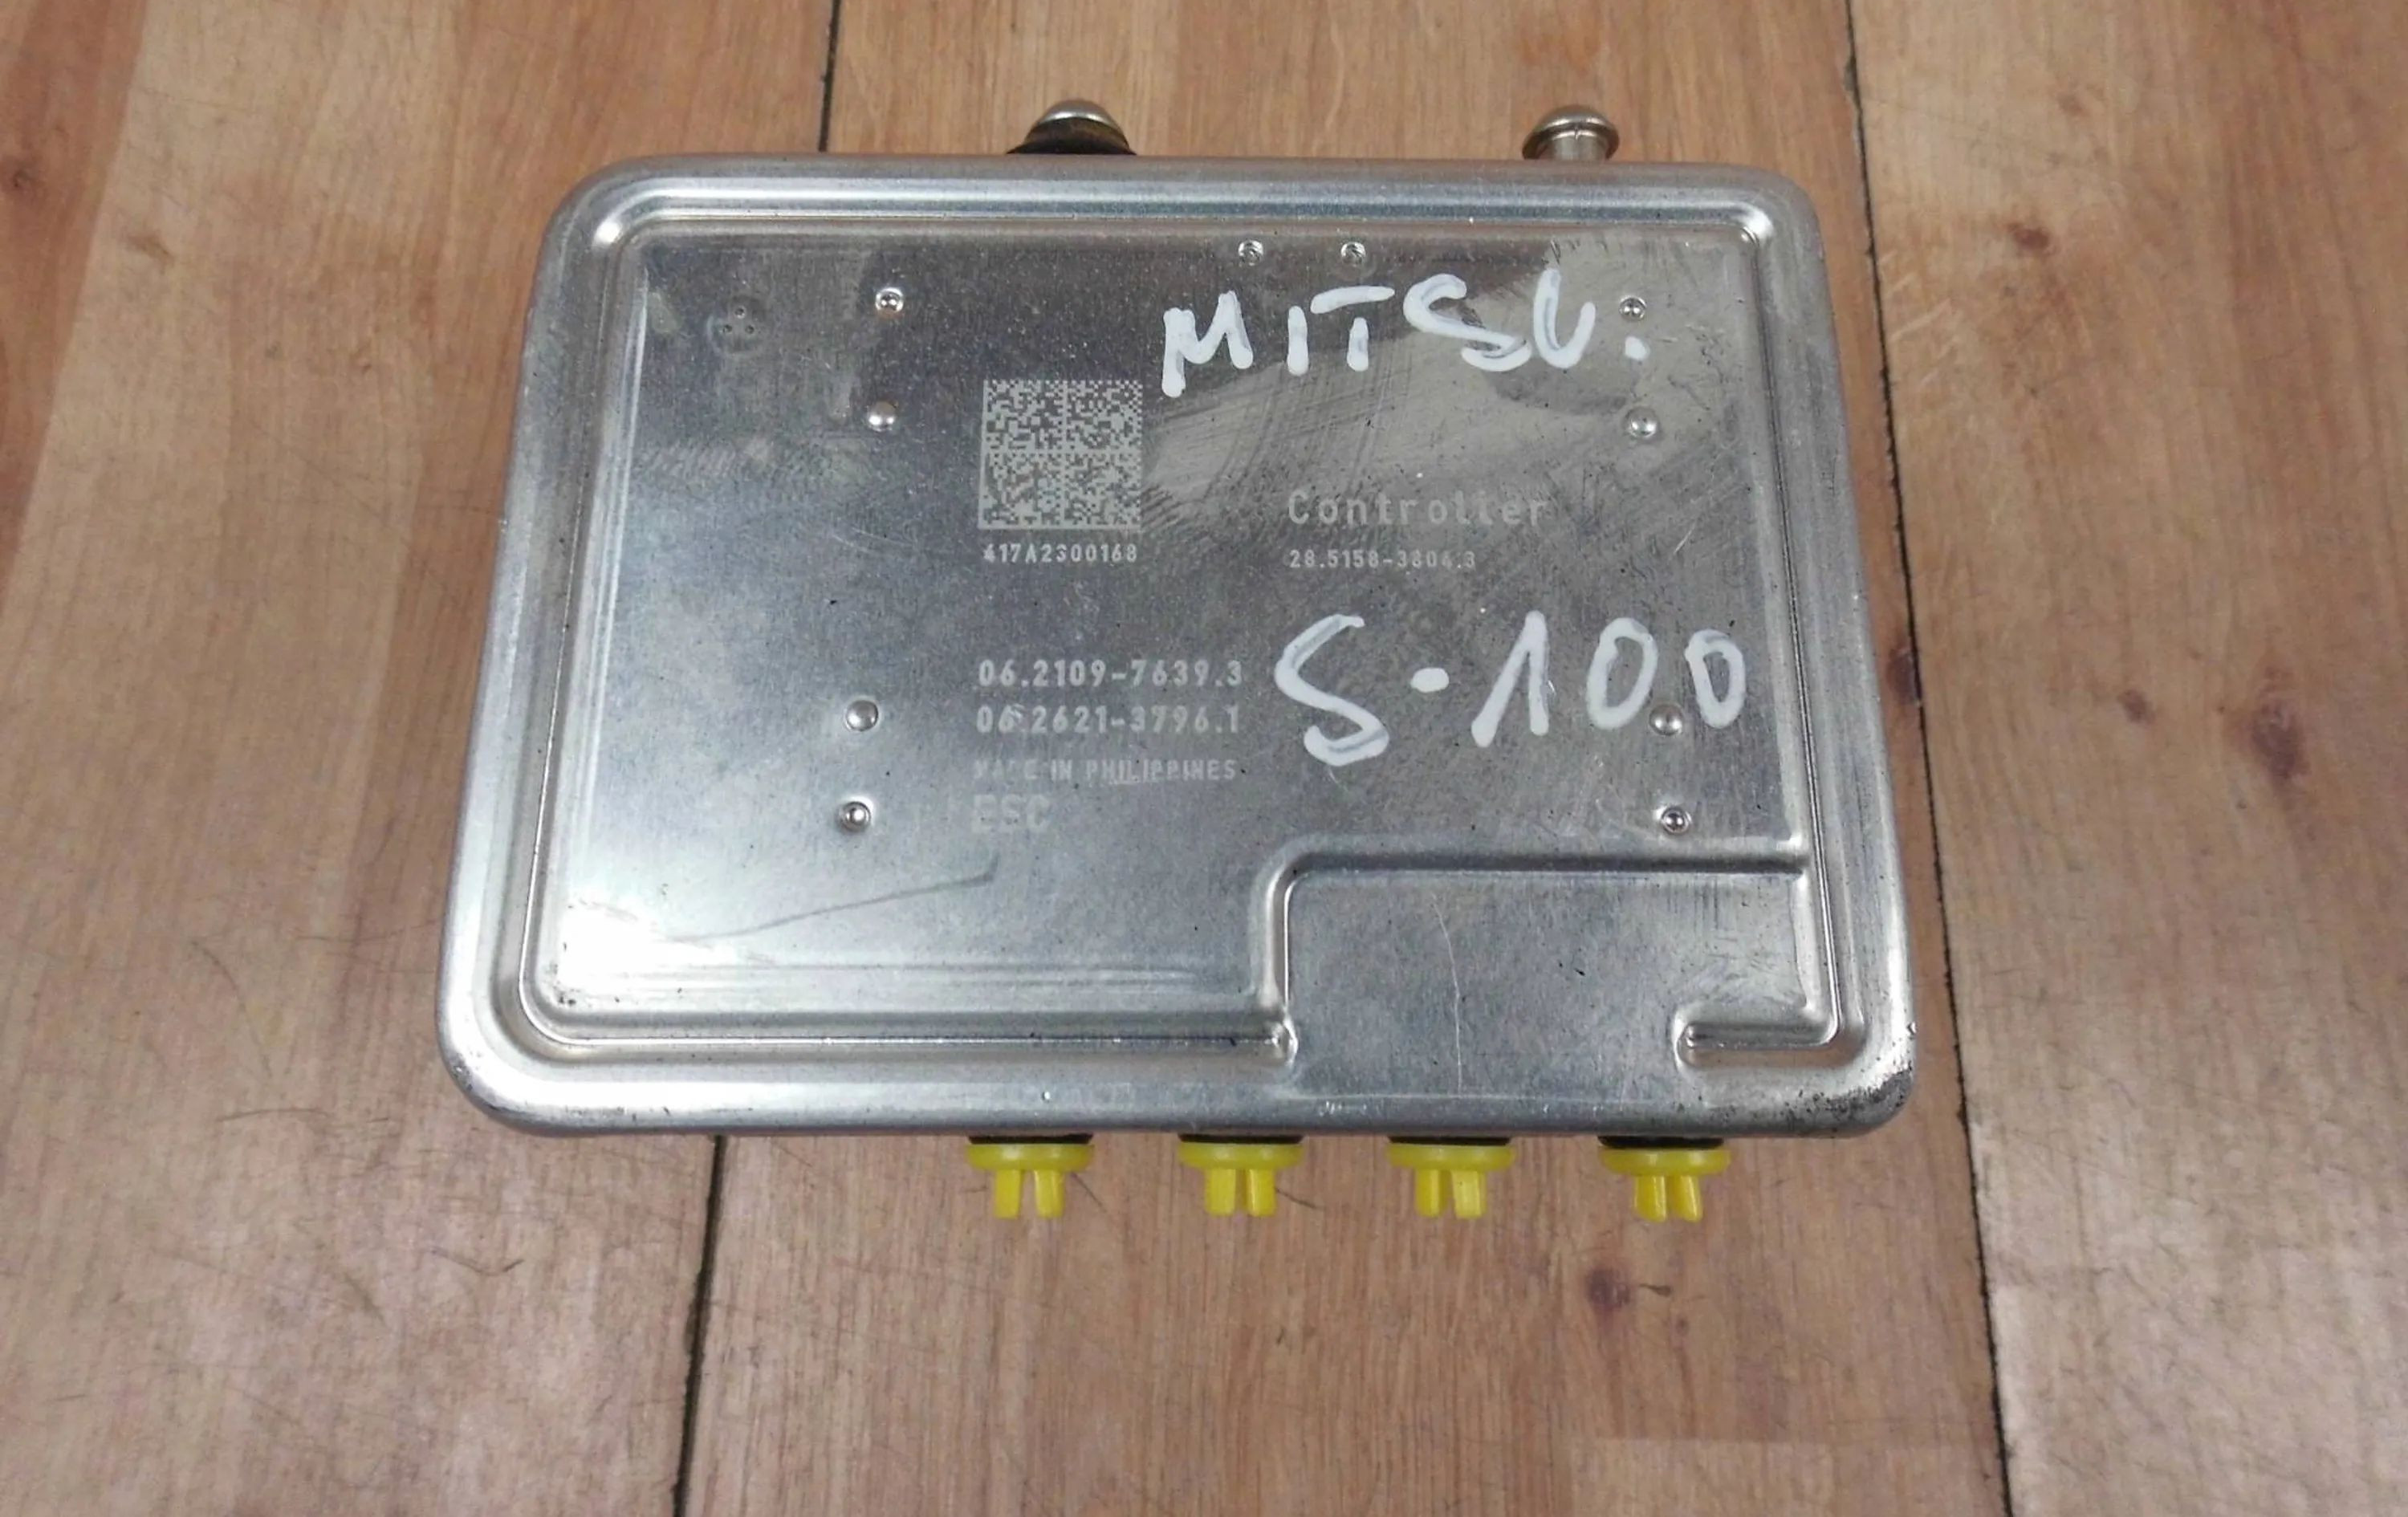 MITSU.
417A2300168
Controller
28.5158-3804.3
S-100
06.2109-7639.3
06.2621-3796.1
MADE IN PHILIPPINES
ESC